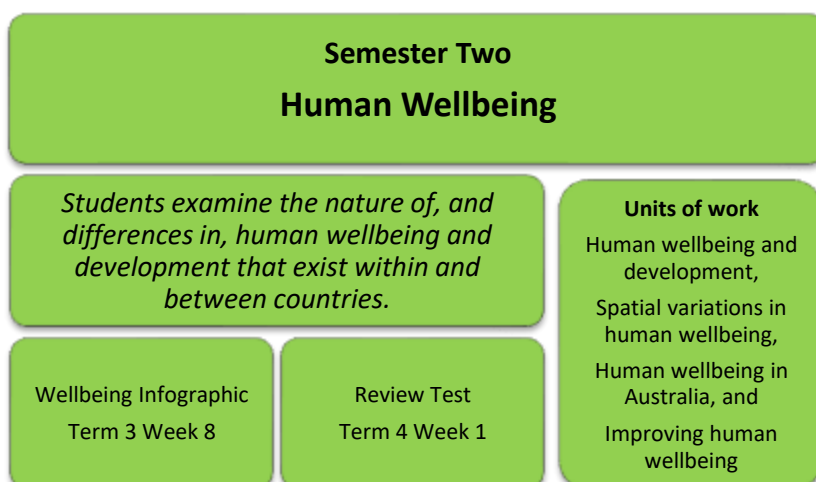 Semester Two
Human Wellbeing
Students examine the nature of, and
differences in, human wellbeing and
development that exist within and
between countries.
Wellbeing Infographic
Term 3 Week 8
Review Test
Term 4 Week 1
Units of work
Human wellbeing and
development,
Spatial variations in
human wellbeing,
Human wellbeing in
Australia, and
Improving human
wellbeing